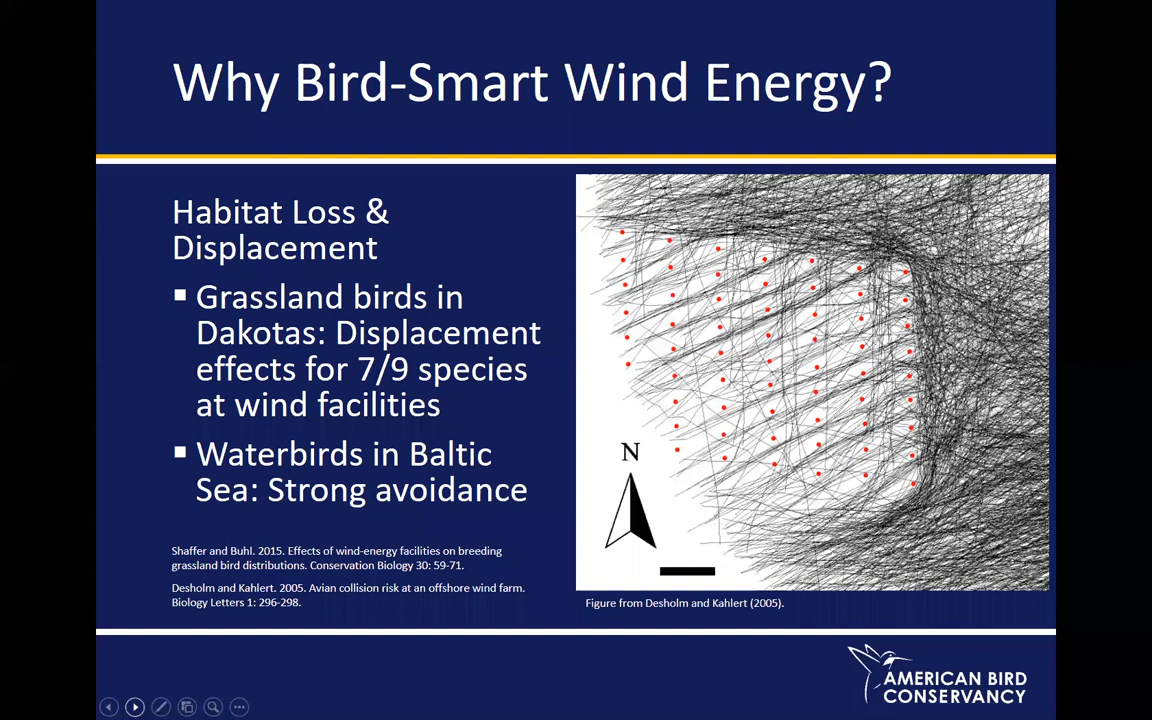 Why Bird-Smart Wind Energy?
Habitat Loss &
Displacement
▪ Grassland birds in
Dakotas: Displacement
effects for 7/9 species
at wind facilities
▪ Waterbirds in Baltic
Sea: Strong avoidance
Shaffer and Buhl. 2015. Effects of wind-energy facilities on breeding
grassland bird distributions. Conservation Biology 30: 59-71.
Desholm and Kahlert. 2005. Avian collision risk at an offshore wind farm.
Biology Letters 1: 296-298.
N
Figure from Desholm and Kahlert (2005).
AMERICAN BIRD
CONSERVANCY